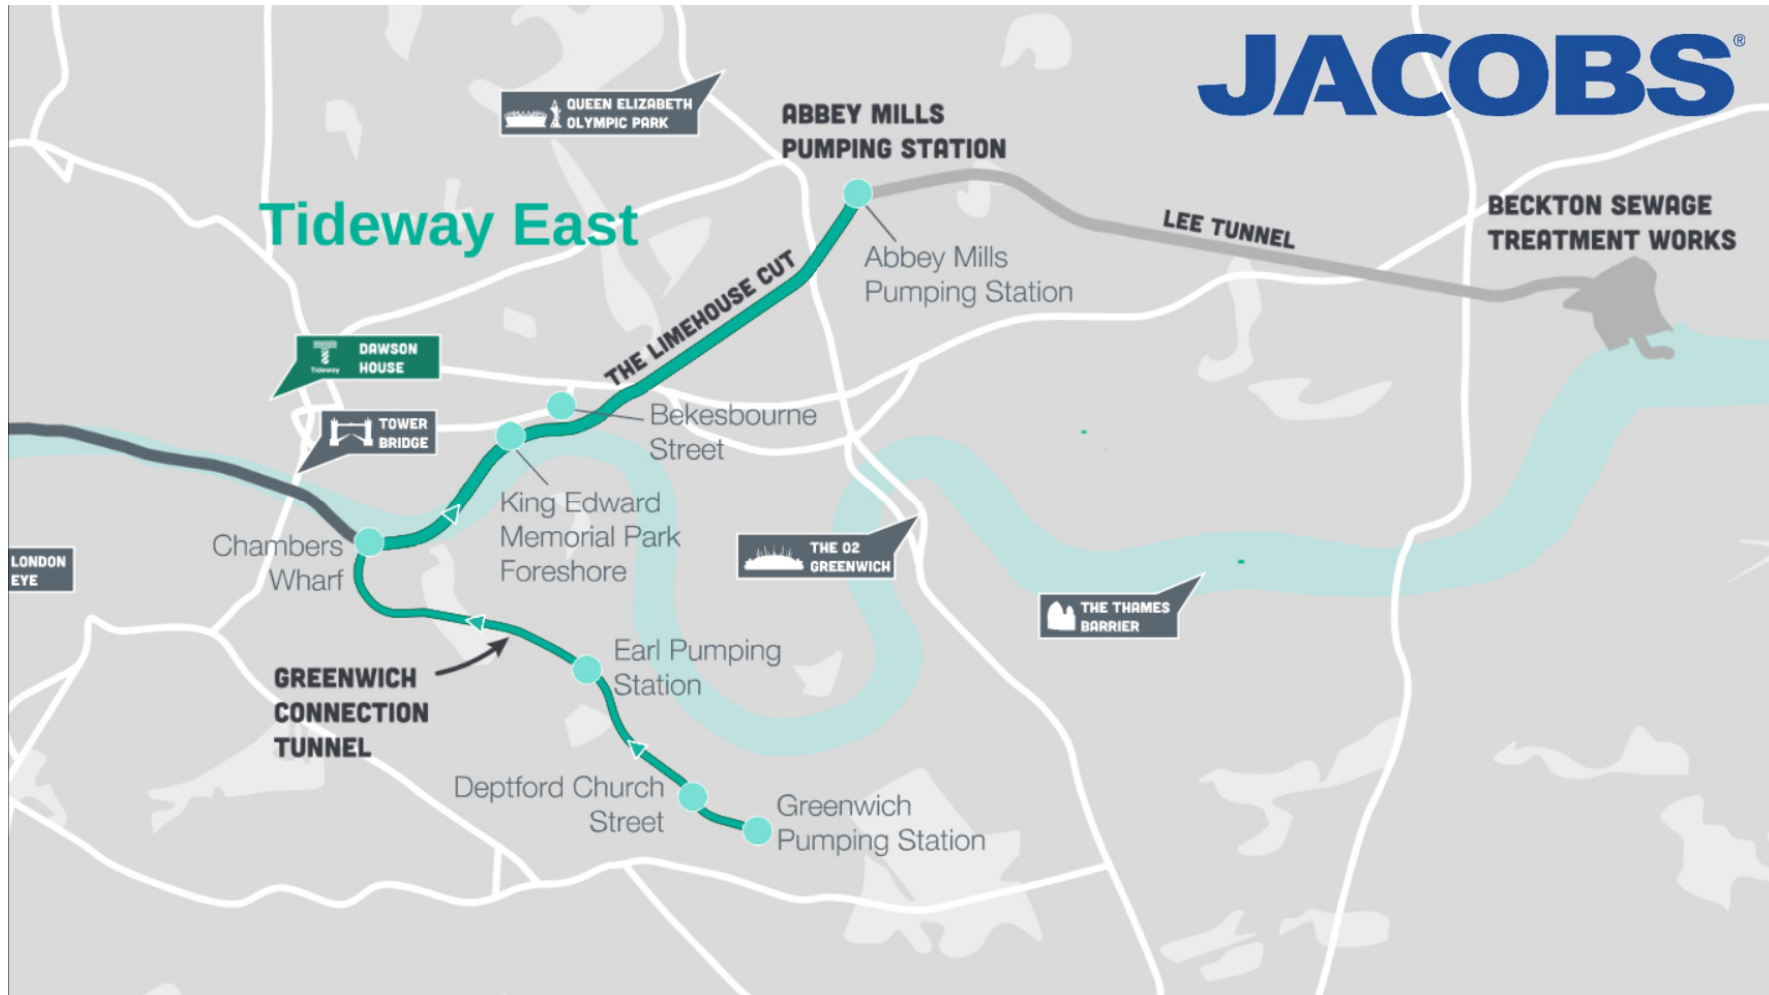 JACOBS®
QUEEN ELIZABETH
OLYMPIC PARK
ABBEY MILLS
PUMPING STATION
Tideway East
BECKTON SEWAGE
TREATMENT WORKS
LEE TUNNEL
Abbey Mills
Pumping Station
THE LIMEHOUSE CUT
Tideway
DAWSON
HOUSE
TOWER
BRIDGE
Bekesbourne
Street
King Edward
Memorial Park
Foreshore
Chambers
Wharf
LONDON
EYE
THE O2
GREENWICH
THE THAMES
BARRIER
Earl Pumping
Station
GREENWICH
CONNECTION
TUNNEL
Deptford Church
Street
Greenwich
Pumping Station